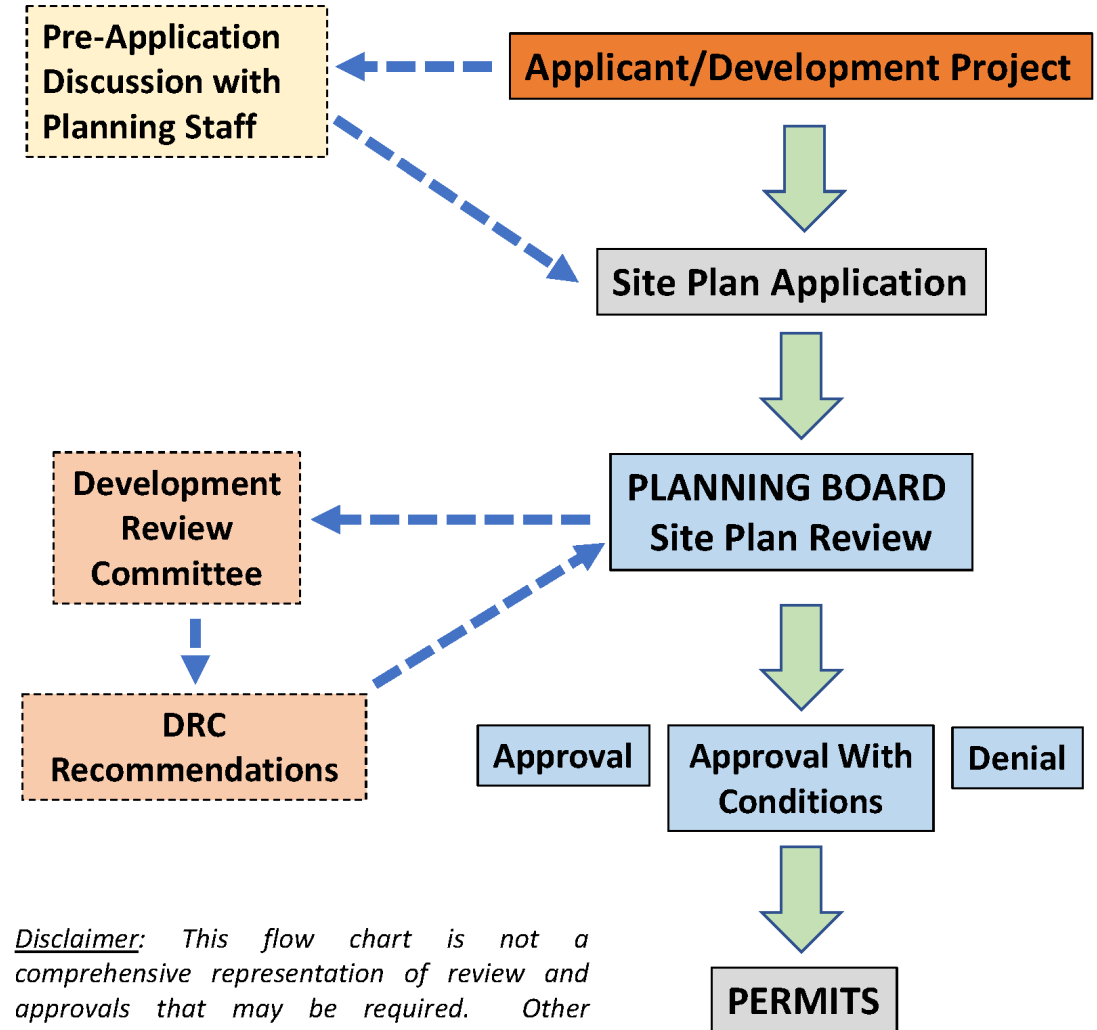 Pre-Application
Discussion with
Planning Staff
Applicant/Development Project
Site Plan Application
Development
Review
Committee
PLANNING BOARD
Site Plan Review
DRC
Recommendations
Approval
Approval With
Conditions
Denial
Disclaimer: This flow chart is not a
comprehensive representation of review and
approvals that may be required. Other
PERMITS